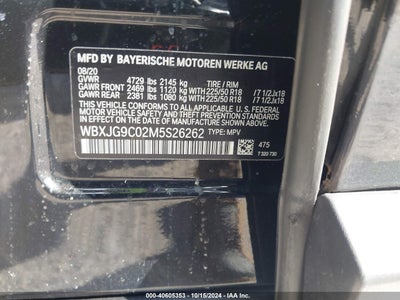 MFD BY BAYERISCHE MOTOREN WERKE AG
08/20
GVWR 4729 lbs 2145 kg TIRE / RIM
GAWR FRONT 2469 lbs 1120 kg 225/50 R18 /7 1/2Jx18
GAWR REAR 2381 lbs 1080 kg 225/50 R18 /7 1/2Jx18
THIS VEHICLE CONFORMS TO ALL APPLICABLE U.S. FEDERAL
MOTOR VEHICLE SAFETY, BUMPER, AND THEFT
PREVENTION STANDARDS IN EFFECT ON THE DATE OF
MANUFACTURE SHOWN ABOVE.
WBXJG9C02M5S26262 TYPE: MPV
475
T 320 730
000-40605353 - 10/15/2024 - IAA Inc.